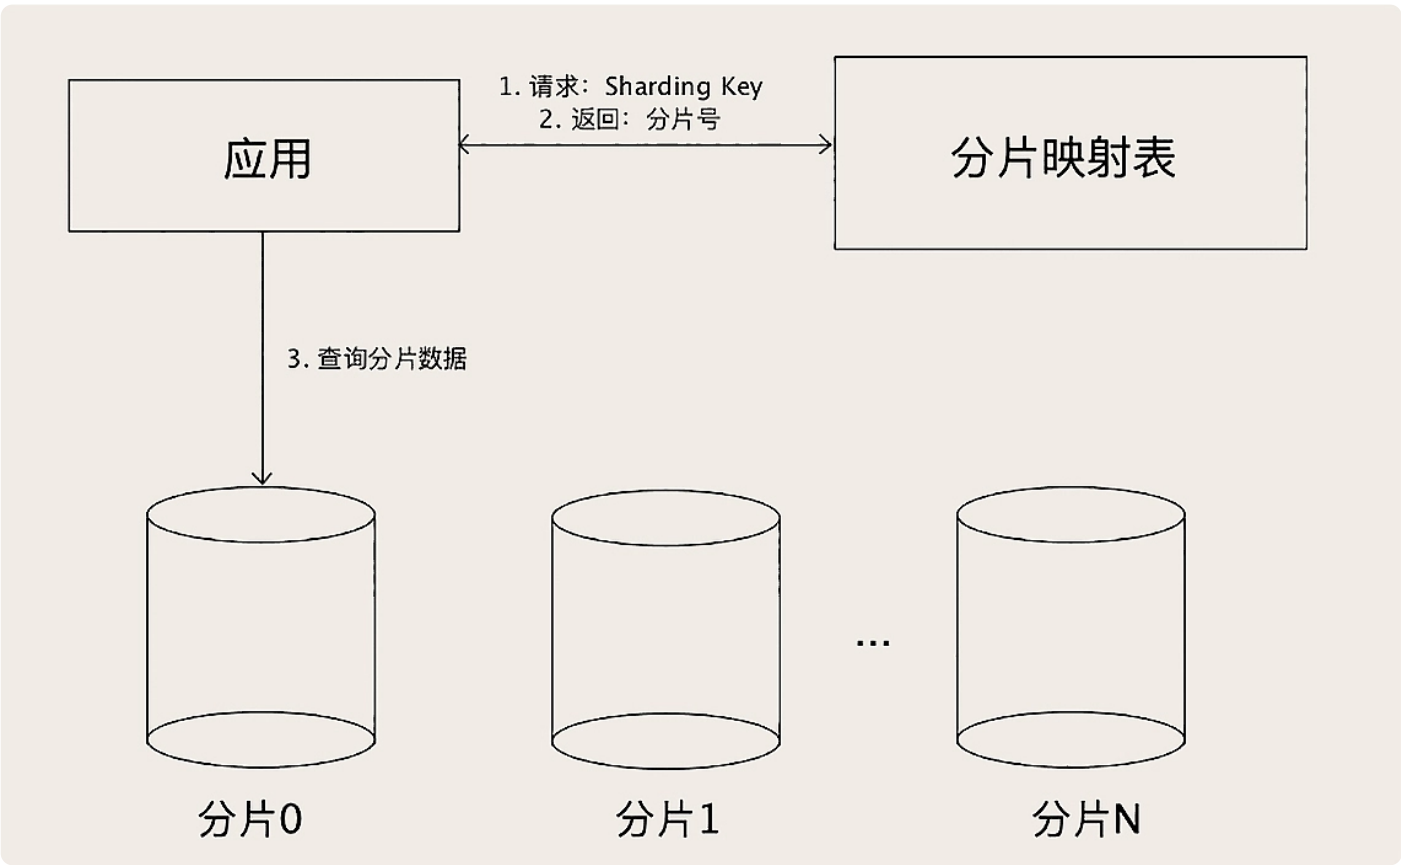 1. 请求：Sharding Key
2. 返回：分片号
应用
分片映射表
3. 查询分片数据
...
分片0
分片1
分片N